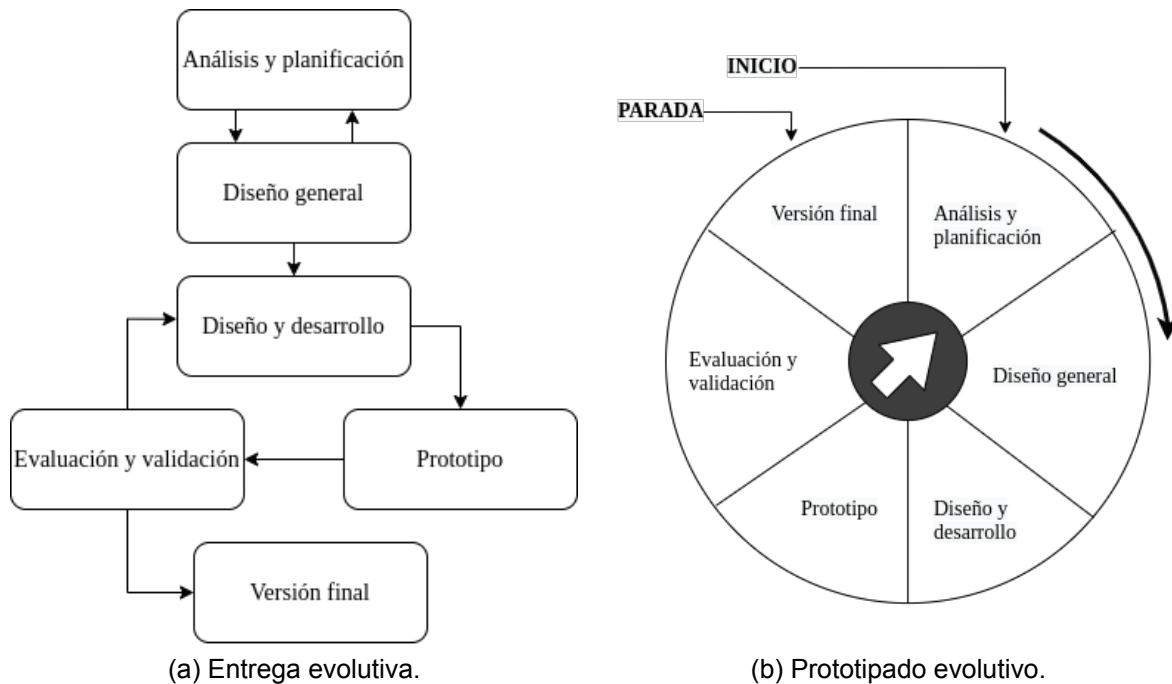 Análisis y planificación
Diseño general
Diseño y desarrollo
Evaluación y validación
Prototipo
Versión final
(a) Entrega evolutiva.
INICIO
PARADA
Versión final
Análisis y
planificación
Evaluación y
validación
Diseño general
Prototipo
Diseño y
desarrollo
(b) Prototipado evolutivo.